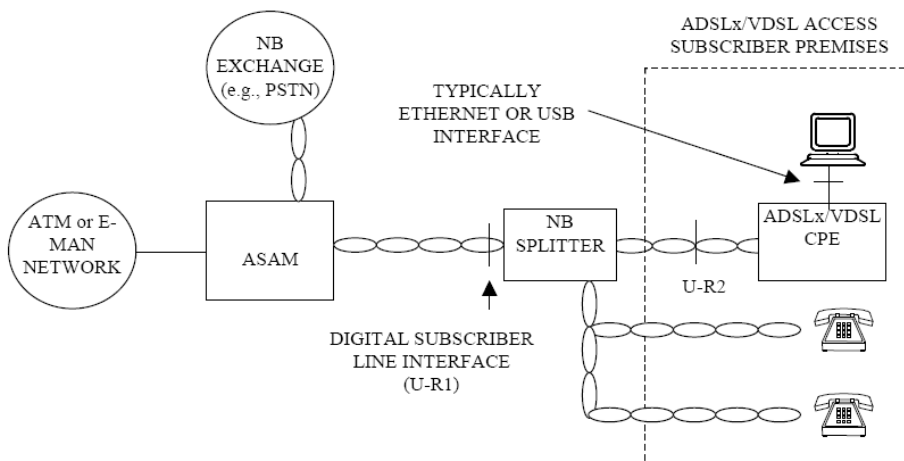 ADSLx/VDSL ACCESS
SUBSCRIBER PREMISES
NB
EXCHANGE
(e.g., PSTN)
TYPICALLY
ETHERNET OR USB
INTERFACE
ATM or E-
MAN
NETWORK
ASAM
NB
SPLITTER
ADSLx/VDSL
CPE
U-R2
DIGITAL SUBSCRIBER
LINE INTERFACE
(U-R1)